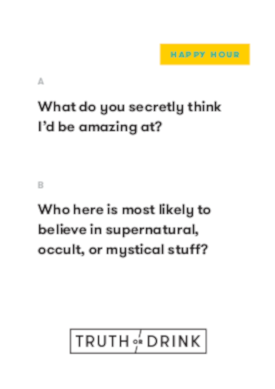 HAPPY HOUR
A
What do you secretly think
I'd be amazing at?
B
Who here is most likely to
believe in supernatural,
occult, or mystical stuff?
TRUTH OR DRINK